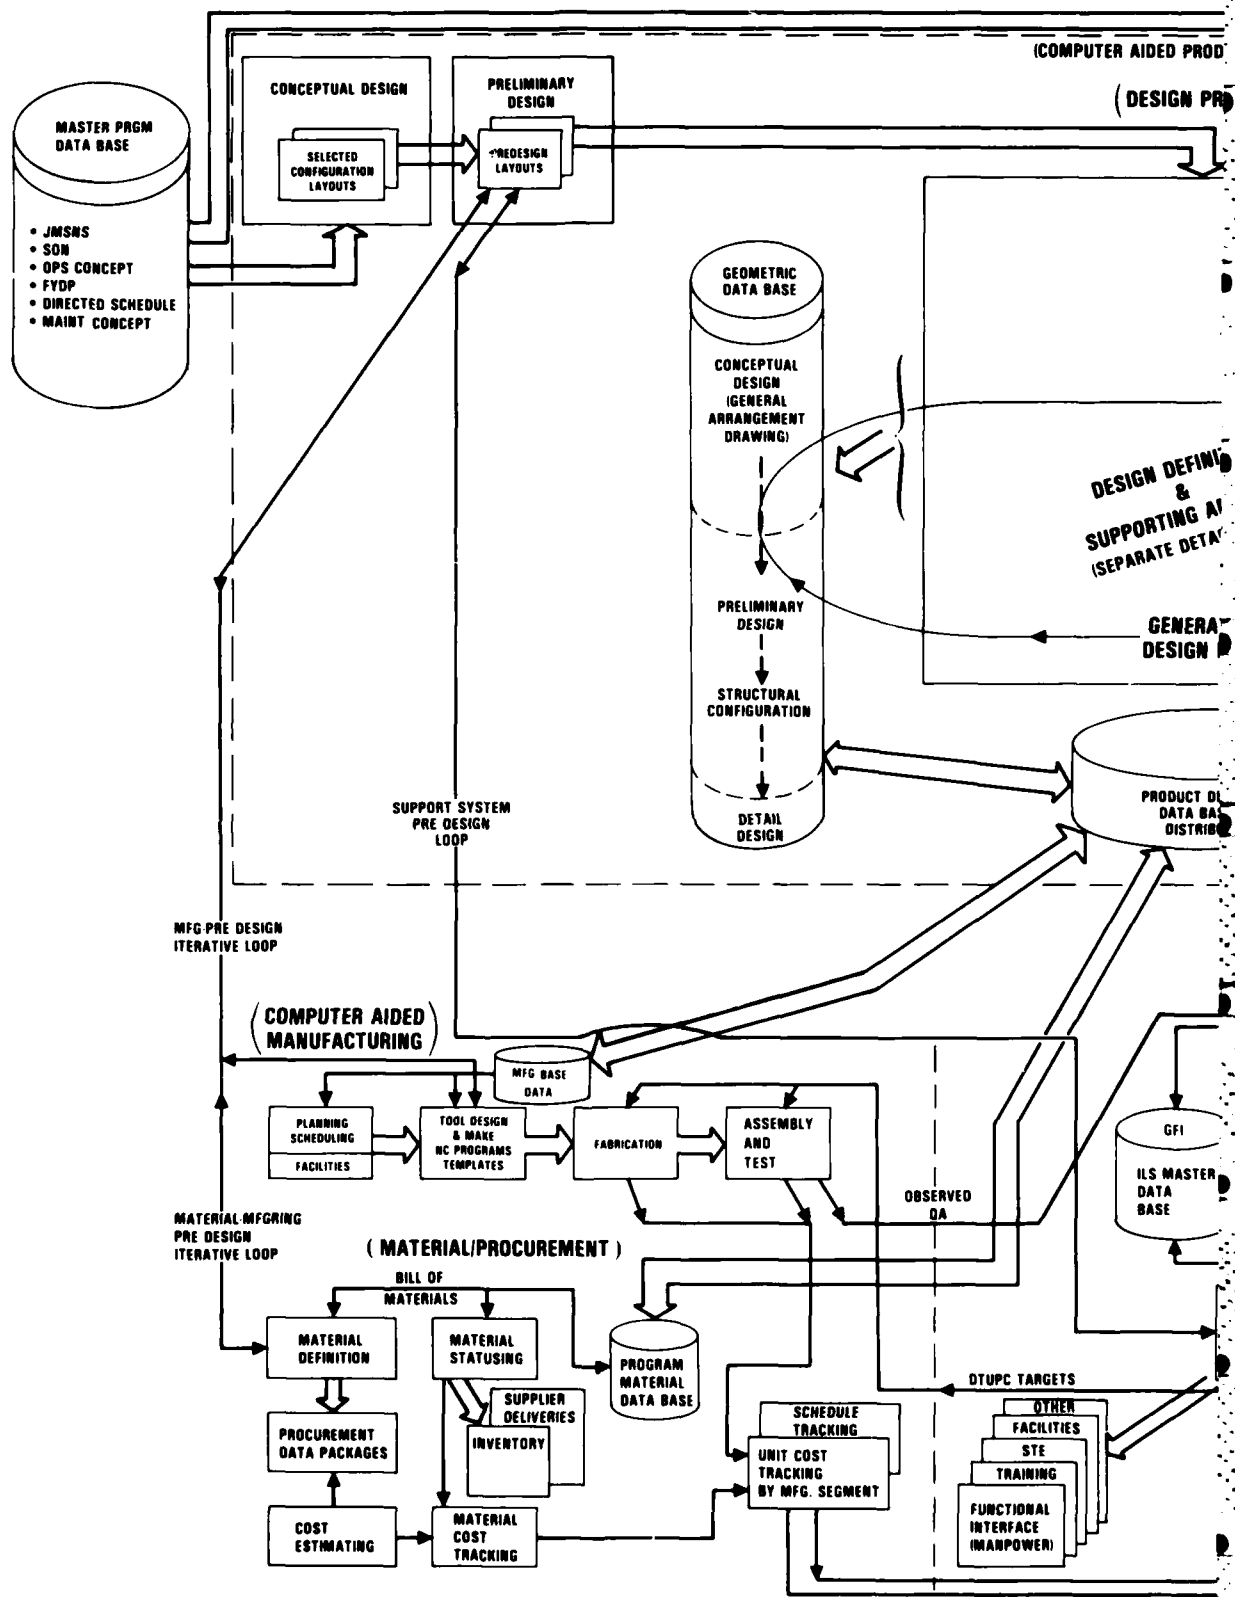 (COMPUTER AIDED PROD
(DESIGN PR
MASTER PRGM
DATA BASE
• JMSNS
• SON
• OPS CONCEPT
• FYDP
• DIRECTED SCHEDULE
• MAINT CONCEPT
CONCEPTUAL DESIGN
SELECTED
CONFIGURATION
LAYOUTS
PRELIMINARY
DESIGN
PREDESIGN
LAYOUTS
GEOMETRIC
DATA BASE
CONCEPTUAL
DESIGN
(GENERAL
ARRANGEMENT
DRAWING)
PRELIMINARY
DESIGN
STRUCTURAL
CONFIGURATION
DETAIL
DESIGN
DESIGN DEFINI
&
SUPPORTING A
(SEPARATE DETA
GENERA
DESIGN
PRODUCT D
DATA BAS
DISTRIB
SUPPORT SYSTEM
PRE DESIGN
LOOP
MFG-PRE DESIGN
ITERATIVE LOOP
(COMPUTER AIDED
MANUFACTURING)
MFG BASE
DATA
PLANNING
SCHEDULING
FACILITIES
TOOL DESIGN
& MAKE
NC PROGRAMS
TEMPLATES
FABRICATION
ASSEMBLY
AND
TEST
OBSERVED
QA
GFI
ILS MASTER
DATA
BASE
MATERIAL-MFGRING
PRE DESIGN
ITERATIVE LOOP
(MATERIAL/PROCUREMENT)
BILL OF
MATERIALS
MATERIAL
DEFINITION
MATERIAL
STATUSING
PROGRAM
MATERIAL
DATA BASE
SUPPLIER
DELIVERIES
INVENTORY
PROCUREMENT
DATA PACKAGES
COST
ESTIMATING
MATERIAL
COST
TRACKING
SCHEDULE
TRACKING
UNIT COST
TRACKING
BY MFG. SEGMENT
DTUPC TARGETS
OTHER
FACILITIES
STE
TRAINING
FUNCTIONAL
INTERFACE
(MANPOWER)